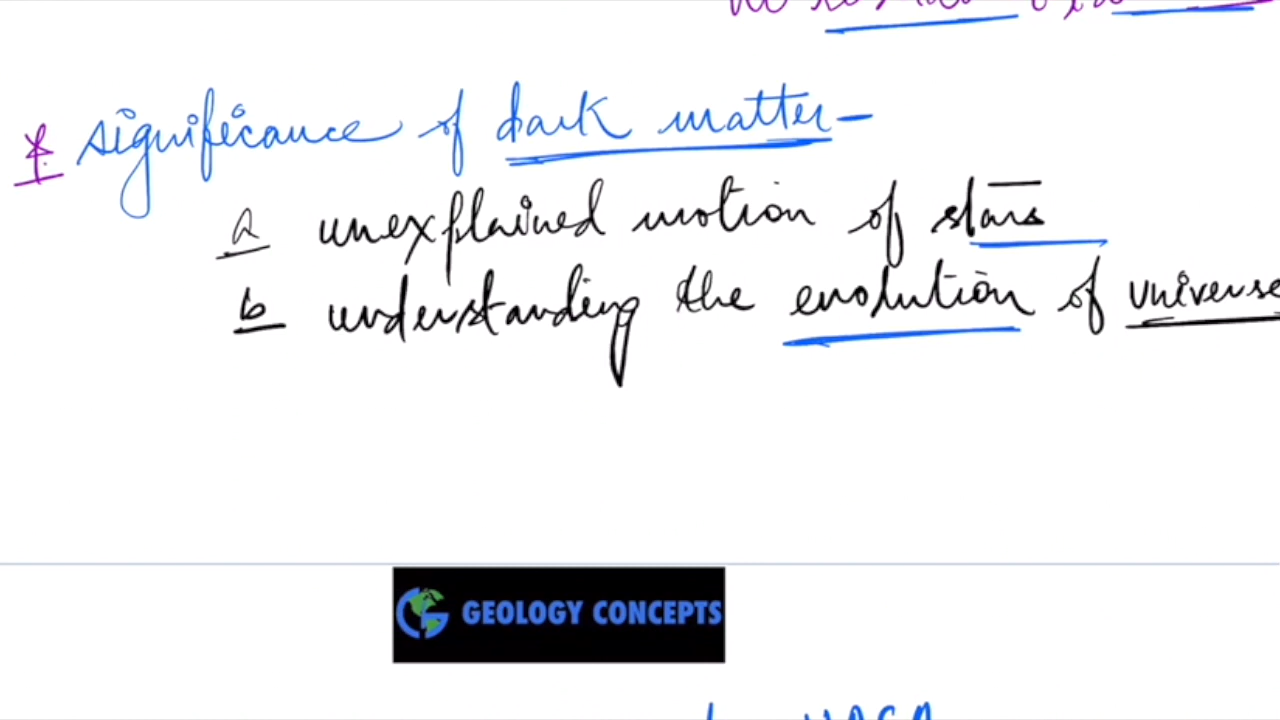 * significance of dark matter-
a unexplained motion of stars
b understanding the evolution of universe
GEOLOGY CONCEPTS